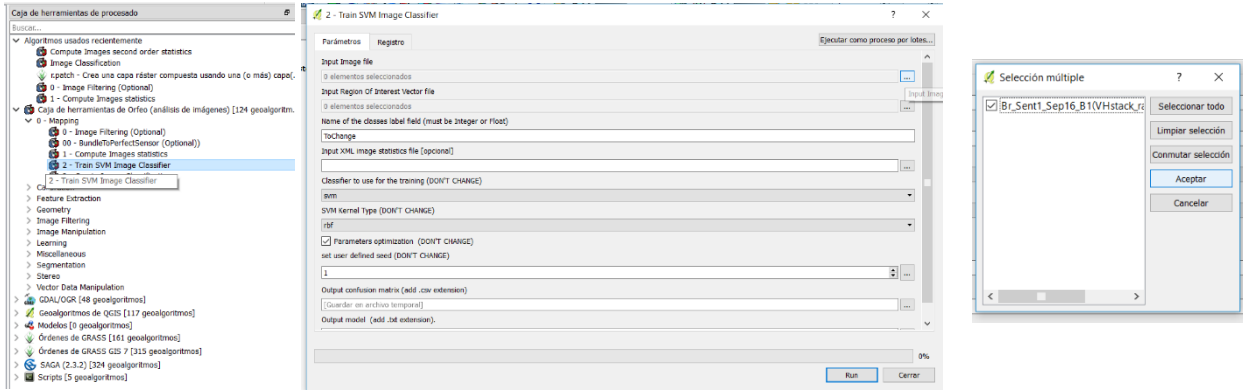 Caja de herramientas de procesado
Buscar...
Algoritmos usados recientemente
Compute Images second order statistics
Image Classification
r.patch - Crea una capa ráster compuesta usando una (o más) capa(.
0 - Image Filtering (Optional)
1 - Compute Images statistics
Caja de herramientas de Orfeo (análisis de imágenes) [124 geoalgoritm.
0 - Mapping
0 - Image Filtering (Optional)
00 - BundleToPerfectSensor (Optional))
1 - Compute Images statistics
2 - Train SVM Image Classifier
2 - Train SVM Image Classifier
Feature Extraction
Geometry
Image Filtering
Image Manipulation
Learning
Miscellaneous
Segmentation
Stereo
Vector Data Manipulation
GDAL/OGR [48 geoalgoritmos]
Geoalgoritmos de QGIS [117 geoalgoritmos]
Modelos [0 geoalgoritmos]
Órdenes de GRASS [161 geoalgoritmos]
Órdenes de GRASS GIS 7 [315 geoalgoritmos]
SAGA (2.3.2) [324 geoalgoritmos]
Scripts [5 geoalgoritmos]
2 - Train SVM Image Classifier
Parámetros Registro
Ejecutar como proceso por lotes...
Input Image file
0 elementos seleccionados
...
Input Region Of Interest Vector file
Input Imag
0 elementos seleccionados
Name of the classes label field (must be Integer or Float)
ToChange
Input XML image statistics file [opcional]
...
Classifier to use for the training (DON'T CHANGE)
svm
SVM Kernel Type (DON'T CHANGE)
rbf
Parameters optimization (DON'T CHANGE)
set user defined seed (DON'T CHANGE)
1
...
Output confusion matrix (add .csv extension)
[Guardar en archivo temporal]
...
Output model (add .txt extension).
0%
Run Cerrar
Selección múltiple
Br_Sent1_Sep16_B1(VHstack_ra
Seleccionar todo
Limpiar selección
Conmutar selección
Aceptar
Cancelar